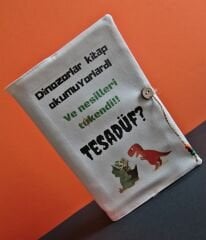 Dinozorlar kitap
okumuyorlardı
Ve nesilleri
tükendi!!
TESADÜF?